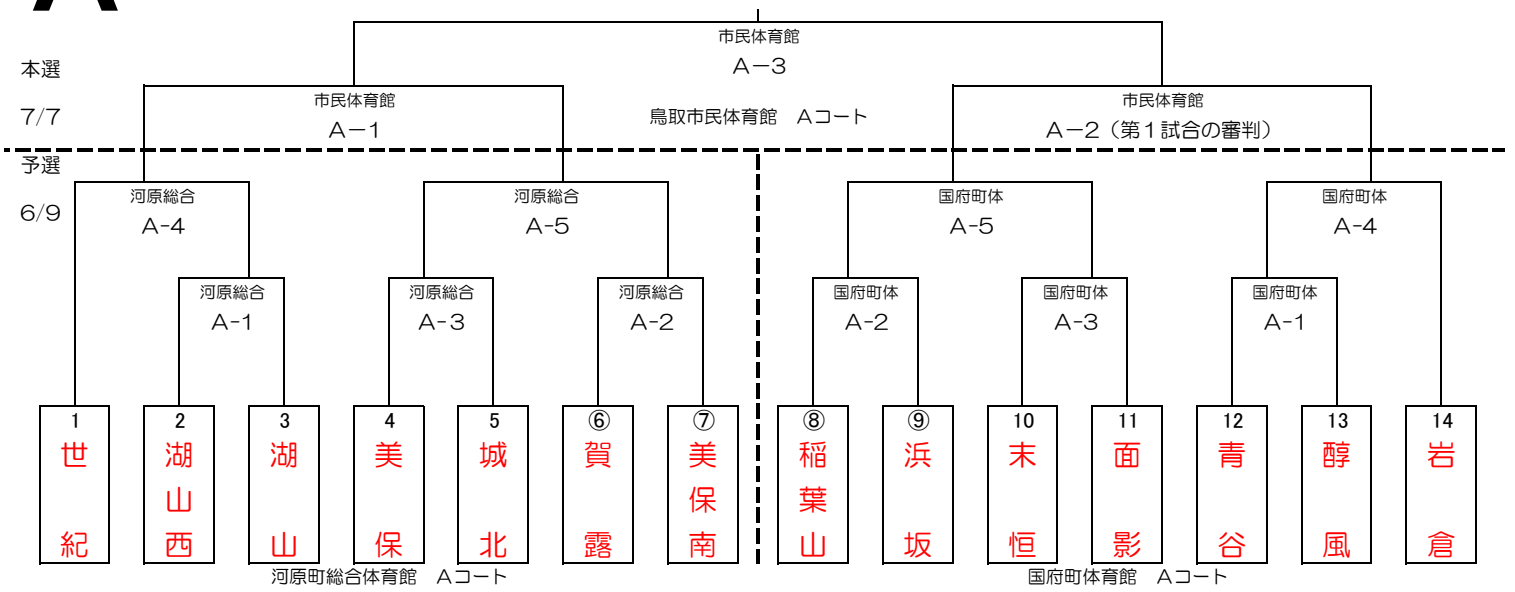 A
市民体育館
A-3
本選
7/7
市民体育館
A-1
鳥取市民体育館 Aコート
市民体育館
A-2(第1試合の審判)
予選
6/9
河原総合
A-4
河原総合
A-5
国府町体
A-5
国府町体
A-4
河原総合
A-1
河原総合
A-3
河原総合
A-2
国府町体
A-2
国府町体
A-3
国府町体
A-1
1
世紀
2
湖山西
3
湖山
4
美保
5
城北
⑥
賀露
⑦
美保南
⑧
稲葉山
⑨
浜坂
10
末恒
11
面影
12
青谷
13
醇風
14
岩倉
河原町総合体育館 Aコート
国府町体育館 Aコート